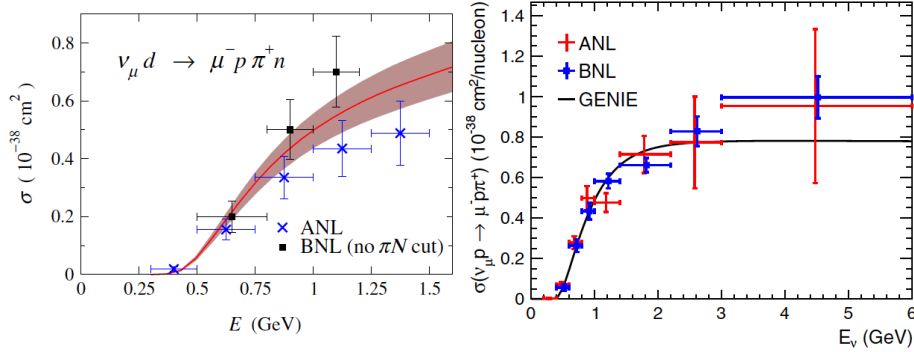 ν_μ d → μ⁻ p π⁺ n
σ (10⁻³⁸ cm²)
0.8
0.6
0.4
0.2
0
ANL
BNL (no πN cut)
0 0.25 0.5 0.75 1 1.25 1.5
E (GeV)
σ(ν_μ p → μ⁻pπ⁺) (10⁻³⁸ cm²/nucleon)
1.4
1.2
1
0.8
0.6
0.4
0.2
0
ANL
BNL
GENIE
0 1 2 3 4 5 6
E_ν (GeV)